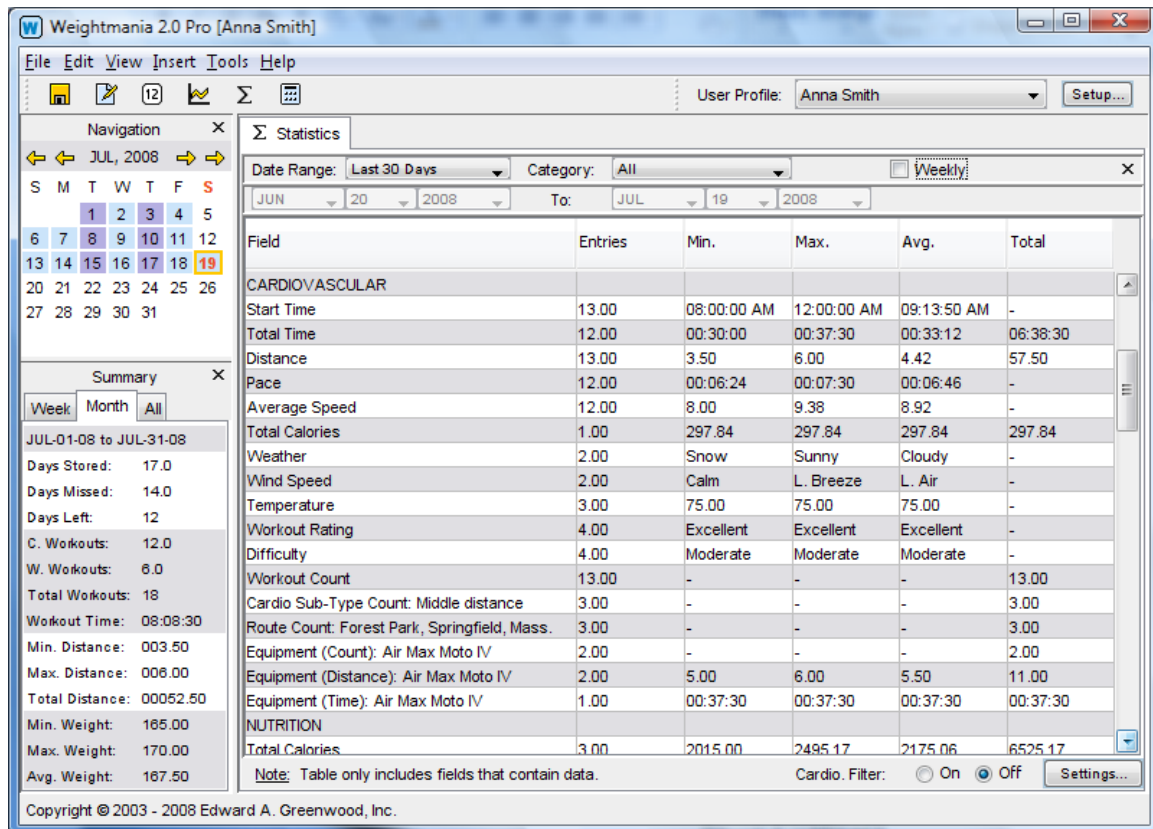 Weightmania 2.0 Pro [Anna Smith]
File Edit View Insert Tools Help
12 Σ User Profile: Anna Smith Setup...
Navigation
JUL, 2008
S M T W T F S
1 2 3 4 5
6 7 8 9 10 11 12
13 14 15 16 17 18 19
20 21 22 23 24 25 26
27 28 29 30 31
Summary
Week Month All
JUL-01-08 to JUL-31-08
Days Stored: 17.0
Days Missed: 14.0
Days Left: 12
C. Workouts: 12.0
W. Workouts: 6.0
Total Workouts: 18
Workout Time: 08:08:30
Min. Distance: 003.50
Max. Distance: 006.00
Total Distance: 00052.50
Min. Weight: 165.00
Max. Weight: 170.00
Avg. Weight: 167.50
Σ Statistics
Date Range: Last 30 Days Category: All Weekly
JUN 20 2008 To: JUL 19 2008
Field Entries Min. Max. Avg. Total
CARDIOVASCULAR
Start Time 13.00 08:00:00 AM 12:00:00 AM 09:13:50 AM -
Total Time 12.00 00:30:00 00:37:30 00:33:12 06:38:30
Distance 13.00 3.50 6.00 4.42 57.50
Pace 12.00 00:06:24 00:07:30 00:06:46 -
Average Speed 12.00 8.00 9.38 8.92 -
Total Calories 1.00 297.84 297.84 297.84 297.84
Weather 2.00 Snow Sunny Cloudy -
Wind Speed 2.00 Calm L. Breeze L. Air -
Temperature 3.00 75.00 75.00 75.00 -
Workout Rating 4.00 Excellent Excellent Excellent -
Difficulty 4.00 Moderate Moderate Moderate -
Workout Count 13.00 - - - 13.00
Cardio Sub-Type Count: Middle distance 3.00 - - - 3.00
Route Count: Forest Park, Springfield, Mass. 3.00 - - - 3.00
Equipment (Count): Air Max Moto IV 2.00 - - - 2.00
Equipment (Distance): Air Max Moto IV 2.00 5.00 6.00 5.50 11.00
Equipment (Time): Air Max Moto IV 1.00 00:37:30 00:37:30 00:37:30 00:37:30
NUTRITION
Total Calories 3.00 2015.00 2495.17 2175.06 6525.17
Note: Table only includes fields that contain data. Cardio. Filter: On Off Settings...
Copyright © 2003 - 2008 Edward A. Greenwood, Inc.